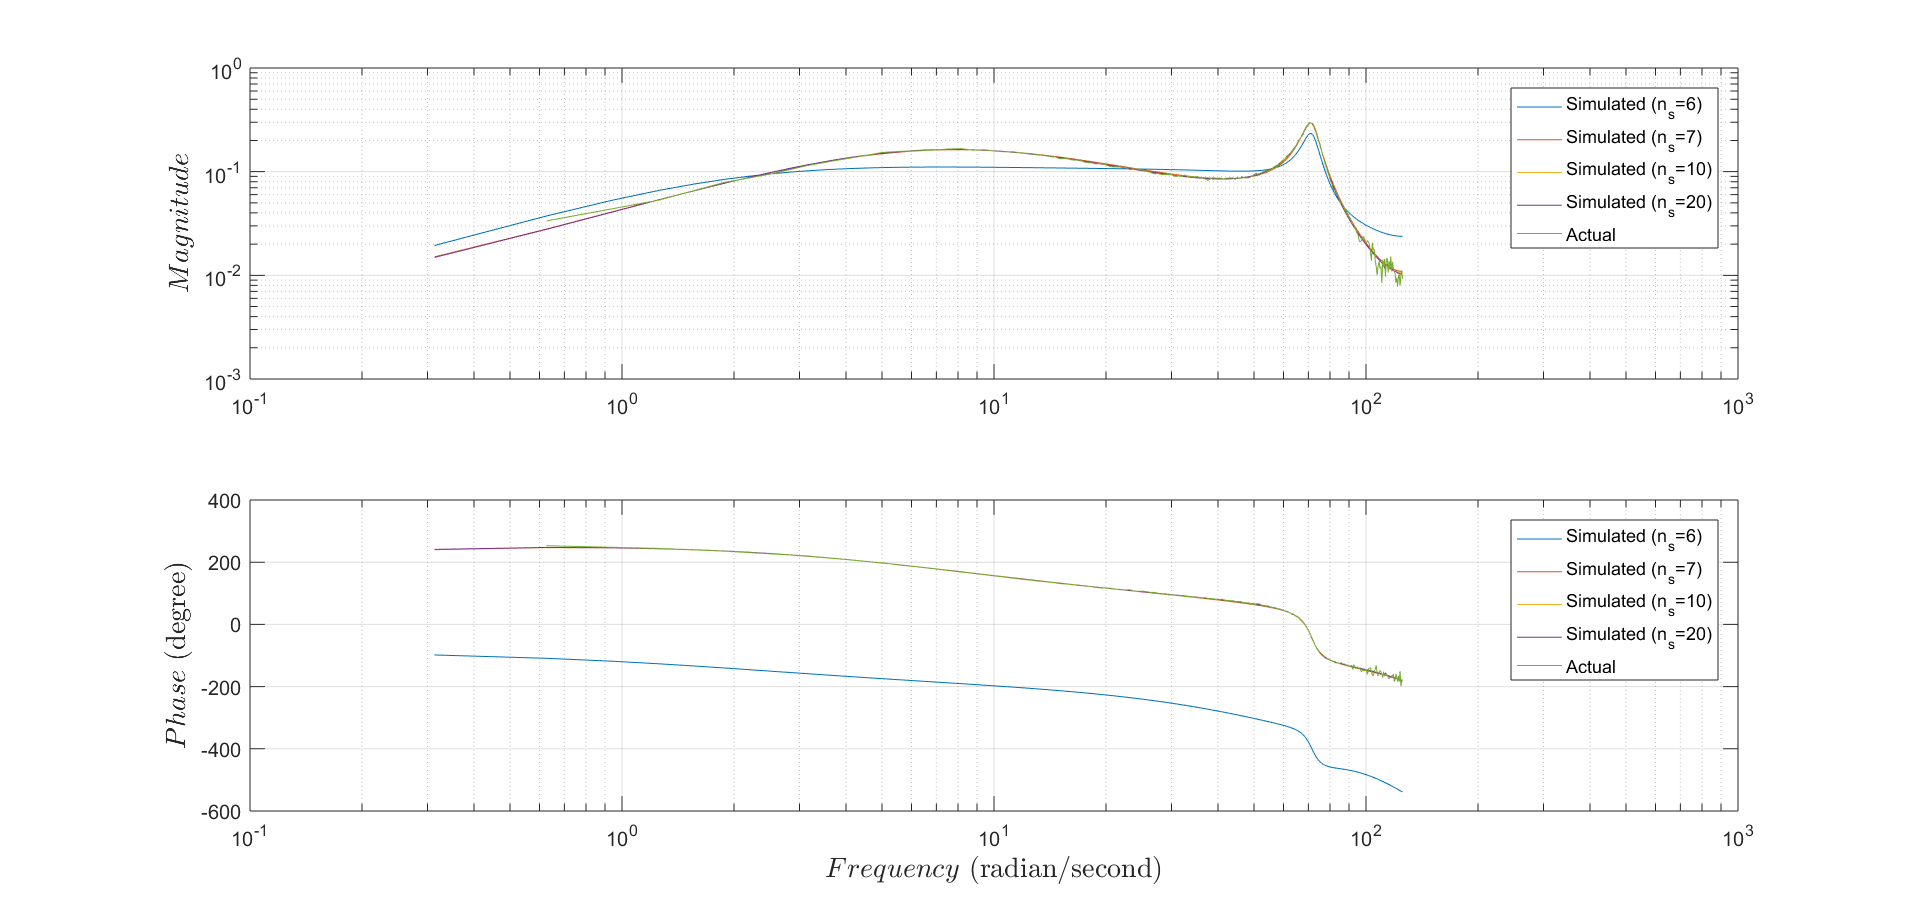 10^0
10^-1
10^-2
10^-3
Magnitude
Simulated (n_s=6)
Simulated (n_s=7)
Simulated (n_s=10)
Simulated (n_s=20)
Actual
10^-1 10^0 10^1 10^2 10^3
400
200
0
-200
-400
-600
Phase (degree)
Simulated (n_s=6)
Simulated (n_s=7)
Simulated (n_s=10)
Simulated (n_s=20)
Actual
10^-1 10^0 10^1 10^2 10^3
Frequency (radian/second)